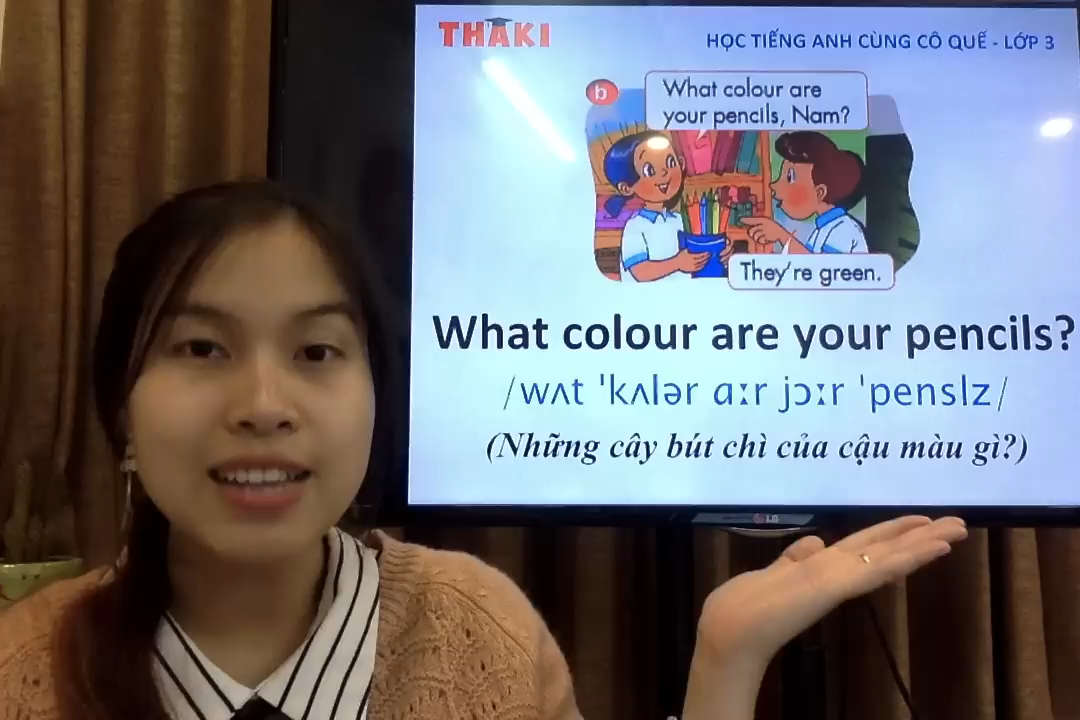 THAKI
HỌC TIẾNG ANH CÙNG CÔ QUẾ - LỚP 3
b
What colour are
your pencils, Nam?
They're green.
What colour are your pencils?
/wʌt ˈkʌlər ɑːr jɔːr ˈpenslz/
(Những cây bút chì của cậu màu gì?)
LG